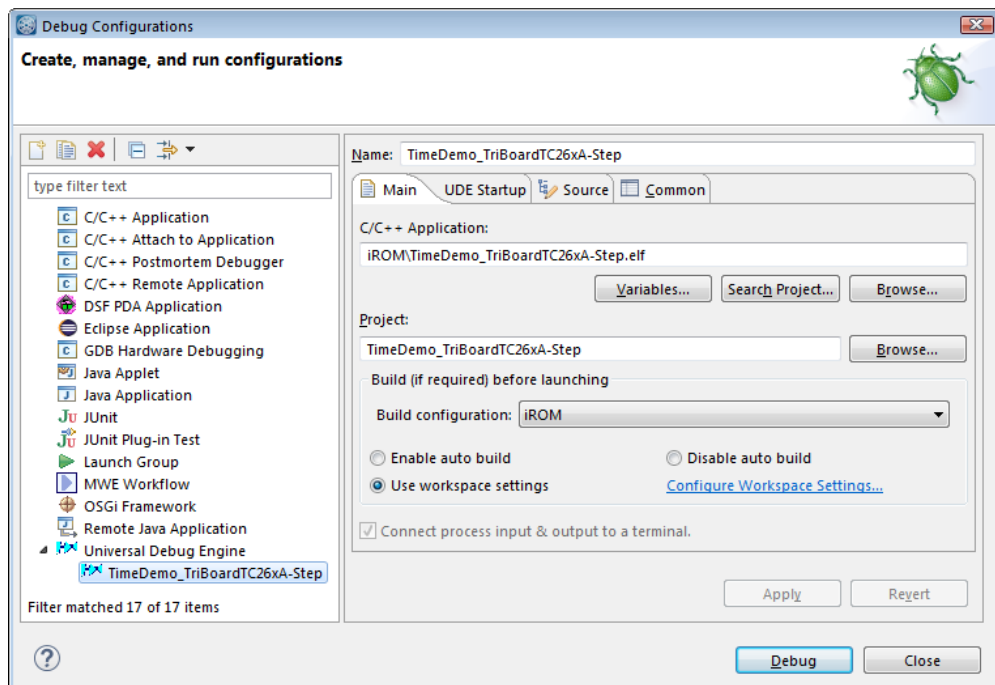 Debug Configurations
Create, manage, and run configurations
type filter text
C/C++ Application
C/C++ Attach to Application
C/C++ Postmortem Debugger
C/C++ Remote Application
DSF PDA Application
Eclipse Application
GDB Hardware Debugging
Java Applet
Java Application
JUnit
JUnit Plug-in Test
Launch Group
MWE Workflow
OSGi Framework
Remote Java Application
Universal Debug Engine
TimeDemo_TriBoardTC26xA-Step
Filter matched 17 of 17 items
Name: TimeDemo_TriBoardTC26xA-Step
Main UDE Startup Source Common
C/C++ Application:
iROM\TimeDemo_TriBoardTC26xA-Step.elf
Variables... Search Project... Browse...
Project:
TimeDemo_TriBoardTC26xA-Step Browse...
Build (if required) before launching
Build configuration: iROM
Enable auto build Disable auto build
Use workspace settings Configure Workspace Settings...
Connect process input & output to a terminal.
Apply Revert
Debug Close